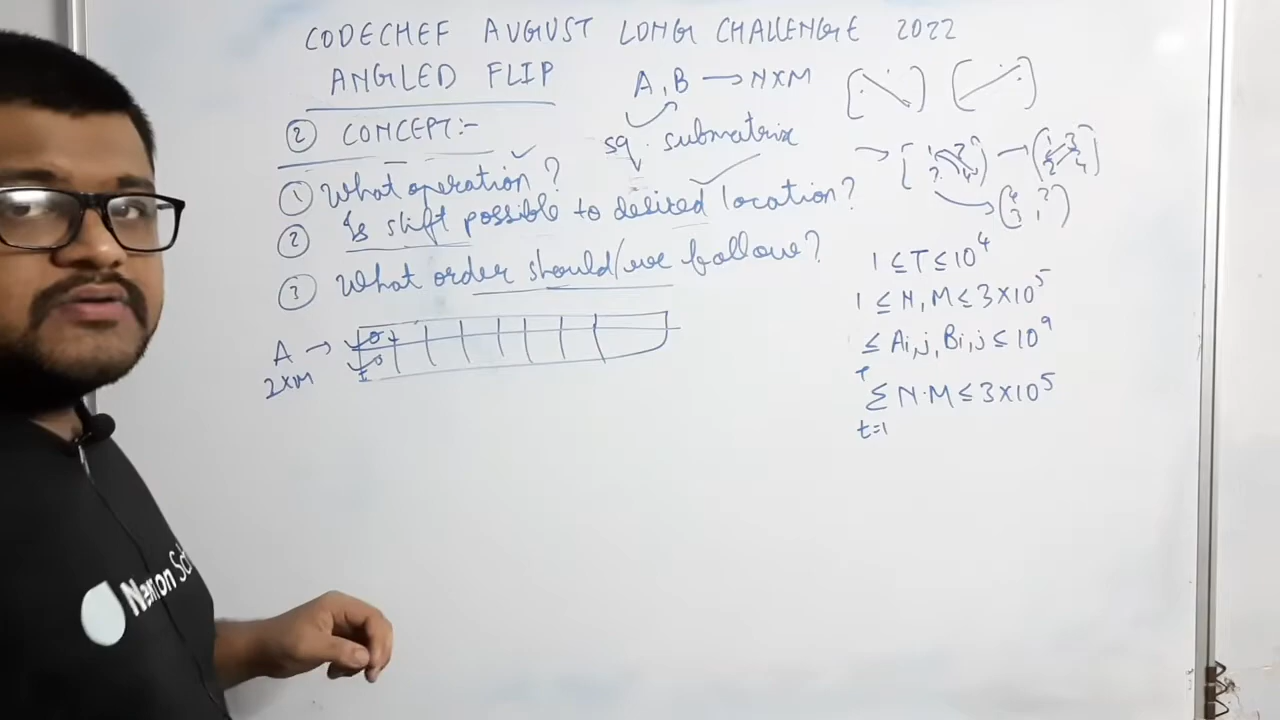 CODECHEF AUGUST LONG CHALLENGE 2022
ANGLED FLIP
A, B → N×M
② CONCEPT:-
sq. submatrix
① What operation?
② Is shift possible to desired location?
③ What order should/we follow?
A →
2×M
1 ≤ T ≤ 10^4
1 ≤ N, M ≤ 3×10^5
≤ Ai,j, Bi,j ≤ 10^9
∑ N·M ≤ 3×10^5
t=1